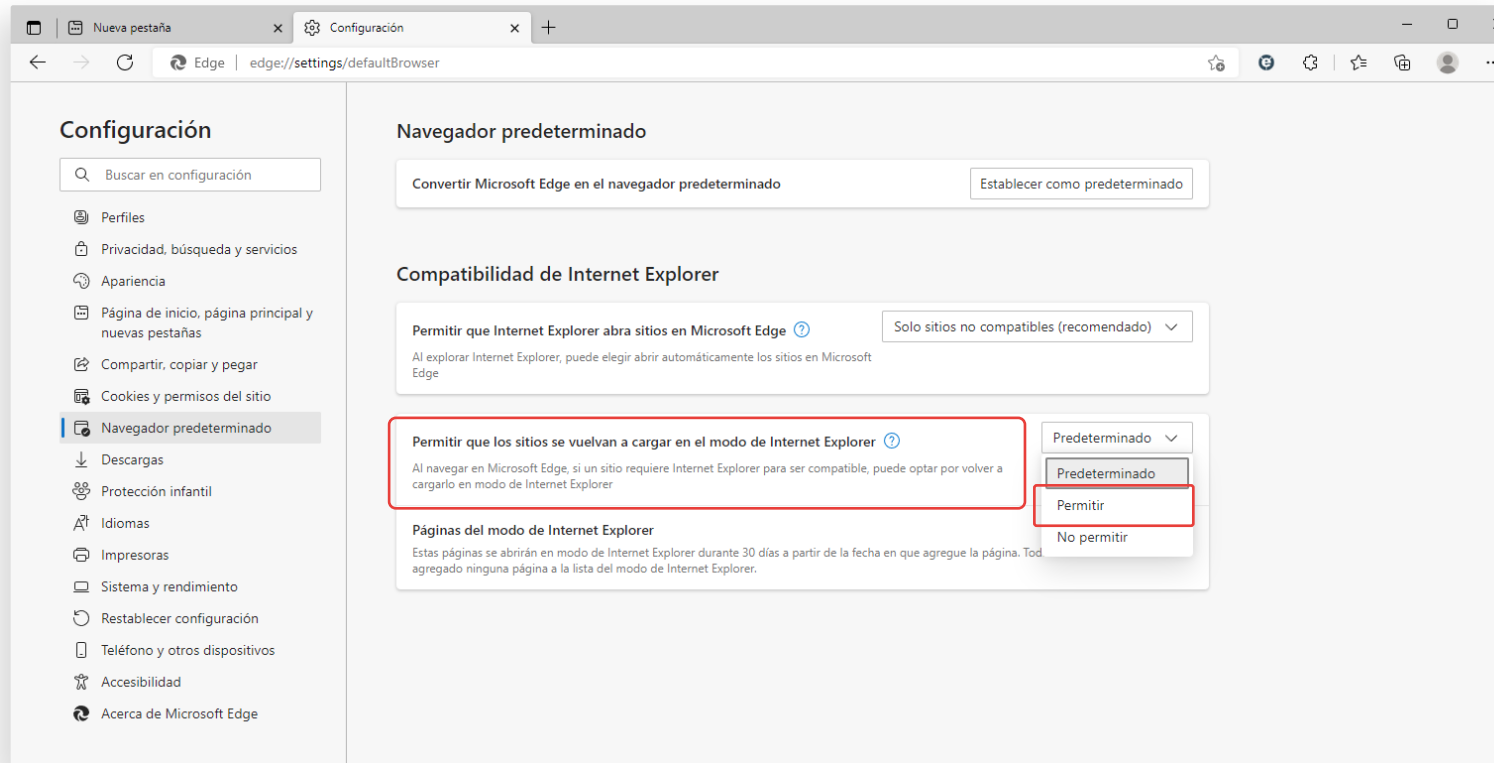 Nueva pestaña
Configuración
Edge
edge://settings/defaultBrowser
Configuración
Buscar en configuración
Perfiles
Privacidad, búsqueda y servicios
Apariencia
Página de inicio, página principal y
nuevas pestañas
Compartir, copiar y pegar
Cookies y permisos del sitio
Navegador predeterminado
Descargas
Protección infantil
Idiomas
Impresoras
Sistema y rendimiento
Restablecer configuración
Teléfono y otros dispositivos
Accesibilidad
Acerca de Microsoft Edge
Navegador predeterminado
Convertir Microsoft Edge en el navegador predeterminado
Establecer como predeterminado
Compatibilidad de Internet Explorer
Permitir que Internet Explorer abra sitios en Microsoft Edge
Solo sitios no compatibles (recomendado)
Al explorar Internet Explorer, puede elegir abrir automáticamente los sitios en Microsoft
Edge
Permitir que los sitios se vuelvan a cargar en el modo de Internet Explorer
Predeterminado
Al navegar en Microsoft Edge, si un sitio requiere Internet Explorer para ser compatible, puede optar por volver a
cargarlo en modo de Internet Explorer
Predeterminado
Permitir
No permitir
Páginas del modo de Internet Explorer
Estas páginas se abrirán en modo de Internet Explorer durante 30 días a partir de la fecha en que agregue la página. Tod
agregado ninguna página a la lista del modo de Internet Explorer.